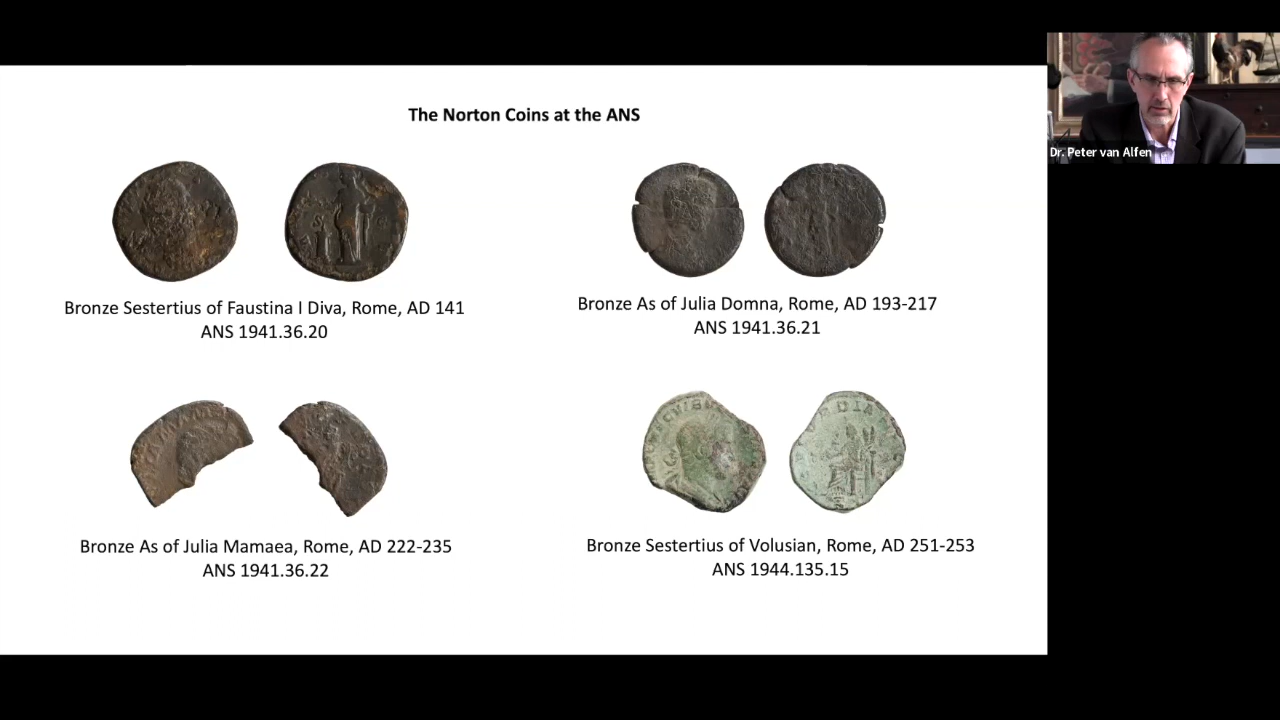 The Norton Coins at the ANS
Dr. Peter van Alfen
Bronze Sestertius of Faustina I Diva, Rome, AD 141
ANS 1941.36.20
Bronze As of Julia Domna, Rome, AD 193-217
ANS 1941.36.21
Bronze As of Julia Mamaea, Rome, AD 222-235
ANS 1941.36.22
Bronze Sestertius of Volusian, Rome, AD 251-253
ANS 1944.135.15